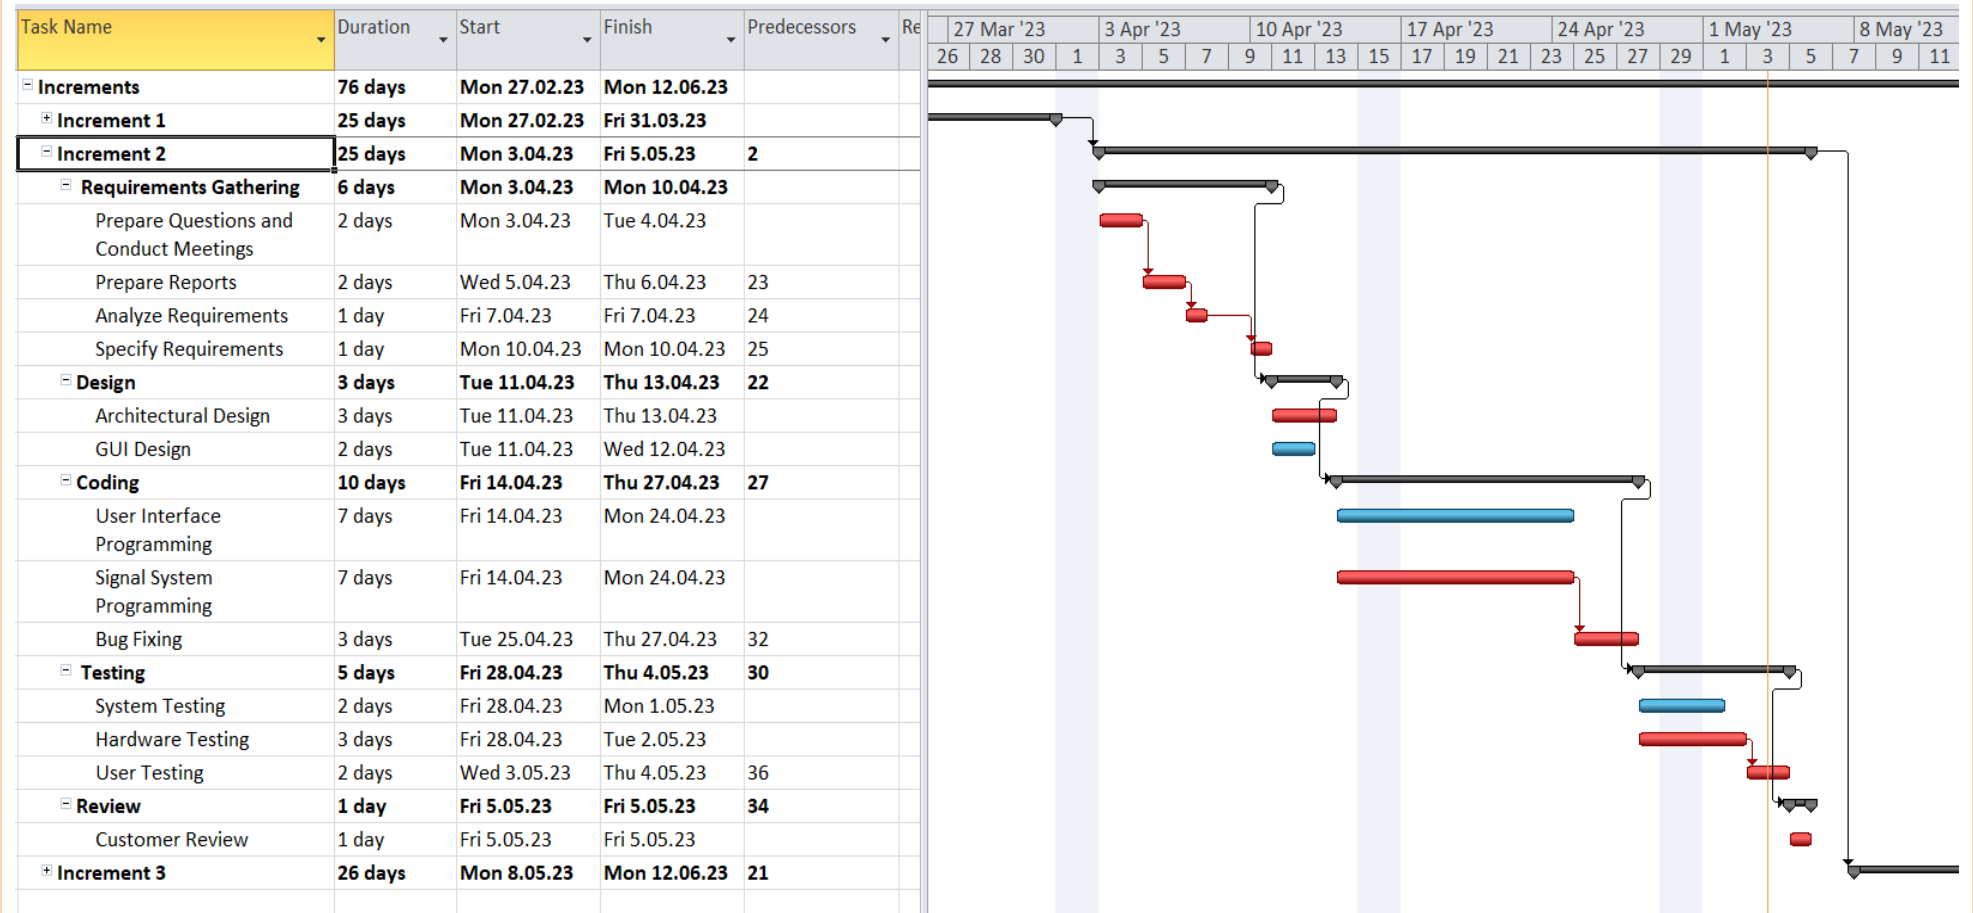 Task Name Duration Start Finish Predecessors Re 27 Mar '23 3 Apr '23 10 Apr '23 17 Apr '23 24 Apr '23 1 May '23 8 May '23
26 28 30 1 3 5 7 9 11 13 15 17 19 21 23 25 27 29 1 3 5 7 9 11
Increments 76 days Mon 27.02.23 Mon 12.06.23
Increment 1 25 days Mon 27.02.23 Fri 31.03.23
Increment 2 25 days Mon 3.04.23 Fri 5.05.23 2
Requirements Gathering 6 days Mon 3.04.23 Mon 10.04.23
Prepare Questions and 2 days Mon 3.04.23 Tue 4.04.23
Conduct Meetings
Prepare Reports 2 days Wed 5.04.23 Thu 6.04.23 23
Analyze Requirements 1 day Fri 7.04.23 Fri 7.04.23 24
Specify Requirements 1 day Mon 10.04.23 Mon 10.04.23 25
Design 3 days Tue 11.04.23 Thu 13.04.23 22
Architectural Design 3 days Tue 11.04.23 Thu 13.04.23
GUI Design 2 days Tue 11.04.23 Wed 12.04.23
Coding 10 days Fri 14.04.23 Thu 27.04.23 27
User Interface 7 days Fri 14.04.23 Mon 24.04.23
Programming
Signal System 7 days Fri 14.04.23 Mon 24.04.23
Programming
Bug Fixing 3 days Tue 25.04.23 Thu 27.04.23 32
Testing 5 days Fri 28.04.23 Thu 4.05.23 30
System Testing 2 days Fri 28.04.23 Mon 1.05.23
Hardware Testing 3 days Fri 28.04.23 Tue 2.05.23
User Testing 2 days Wed 3.05.23 Thu 4.05.23 36
Review 1 day Fri 5.05.23 Fri 5.05.23 34
Customer Review 1 day Fri 5.05.23 Fri 5.05.23
Increment 3 26 days Mon 8.05.23 Mon 12.06.23 21